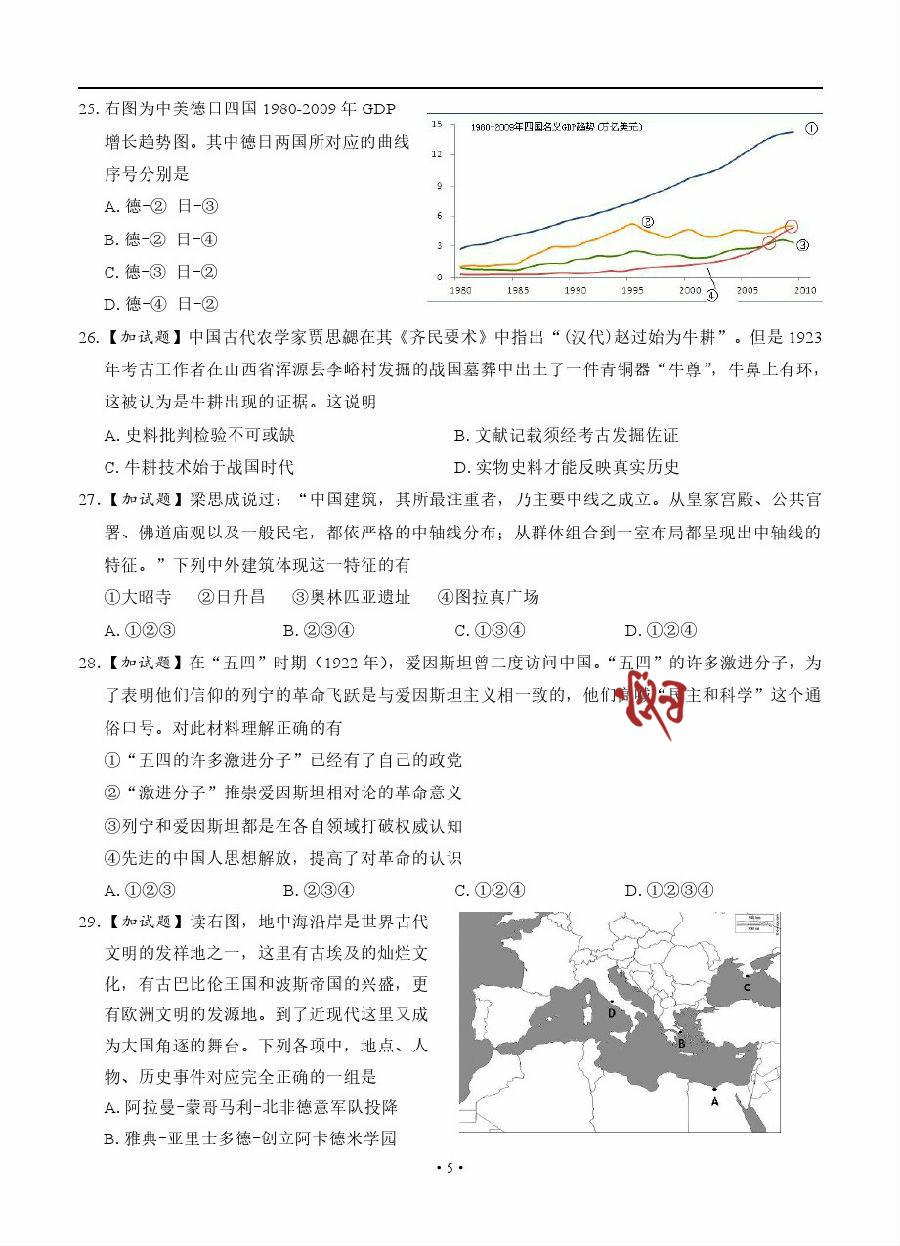 25. 右图为中美德日四国 1980-2009 年 GDP
增长趋势图。其中德日两国所对应的曲线
序号分别是
A. 德-② 日-③
B. 德-② 日-④
C. 德-③ 日-②
D. 德-④ 日-②
1980-2009年四国名义GDP趋势 (万亿美元)
15
12
9
6
3
0
①
②
③
④
1980 1985 1990 1995 2000 2005 2010
26.【加试题】中国古代农学家贾思勰在其《齐民要术》中指出“(汉代)赵过始为牛耕”。但是 1923
年考古工作者在山西省浑源县李峪村发掘的战国墓葬中出土了一件青铜器“牛尊”，牛鼻上有环，
这被认为是牛耕出现的证据。这说明
A. 史料批判检验不可或缺 B. 文献记载须经考古发掘佐证
C. 牛耕技术始于战国时代 D. 实物史料才能反映真实历史
27.【加试题】梁思成说过：“中国建筑，其所最注重者，乃主要中线之成立。从皇家宫殿、公共官
署、佛道庙观以及一般民宅，都依严格的中轴线分布；从群体组合到一室布局都呈现出中轴线的
特征。”下列中外建筑体现这一特征的有
①大昭寺 ②日升昌 ③奥林匹亚遗址 ④图拉真广场
A. ①②③ B. ②③④ C. ①③④ D. ①②④
28.【加试题】在“五四”时期（1922 年），爱因斯坦曾二度访问中国。“五四”的许多激进分子，为
了表明他们信仰的列宁的革命飞跃是与爱因斯坦主义相一致的，他们 “民主和科学”这个通
俗口号。对此材料理解正确的有
①“五四的许多激进分子”已经有了自己的政党
②“激进分子”推崇爱因斯坦相对论的革命意义
③列宁和爱因斯坦都是在各自领域打破权威认知
④先进的中国人思想解放，提高了对革命的认识
A. ①②③ B. ②③④ C. ①②④ D. ①②③④
29.【加试题】读右图，地中海沿岸是世界古代
文明的发祥地之一，这里有古埃及的灿烂文
化，有古巴比伦王国和波斯帝国的兴盛，更
有欧洲文明的发源地。到了近现代这里又成
为大国角逐的舞台。下列各项中，地点、人
物、历史事件对应完全正确的一组是
A. 阿拉曼-蒙哥马利-北非德意军队投降
B. 雅典-亚里士多德-创立阿卡德米学园
C
D
B
A
• 5 •